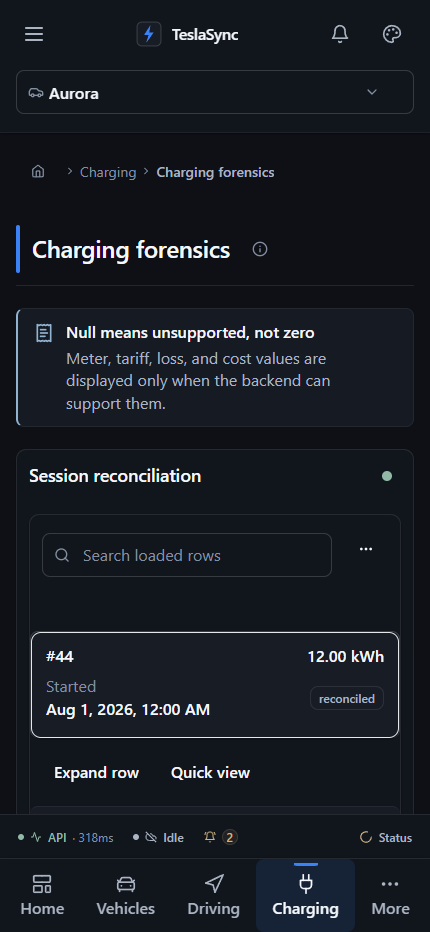 TeslaSync
Aurora
Charging
Charging forensics
Charging forensics
Null means unsupported, not zero
Meter, tariff, loss, and cost values are
displayed only when the backend can
support them.
Session reconciliation
Search loaded rows
#44
12.00 kWh
Started
Aug 1, 2026, 12:00 AM
reconciled
Expand row
Quick view
API · 318ms
Idle
2
Status
Home
Vehicles
Driving
Charging
More